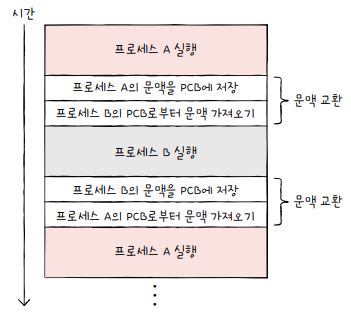 시간
프로세스 A 실행
프로세스 A의 문맥을 PCB에 저장
프로세스 B의 PCB로부터 문맥 가져오기
문맥 교환
프로세스 B 실행
프로세스 B의 문맥을 PCB에 저장
프로세스 A의 PCB로부터 문맥 가져오기
문맥 교환
프로세스 A 실행